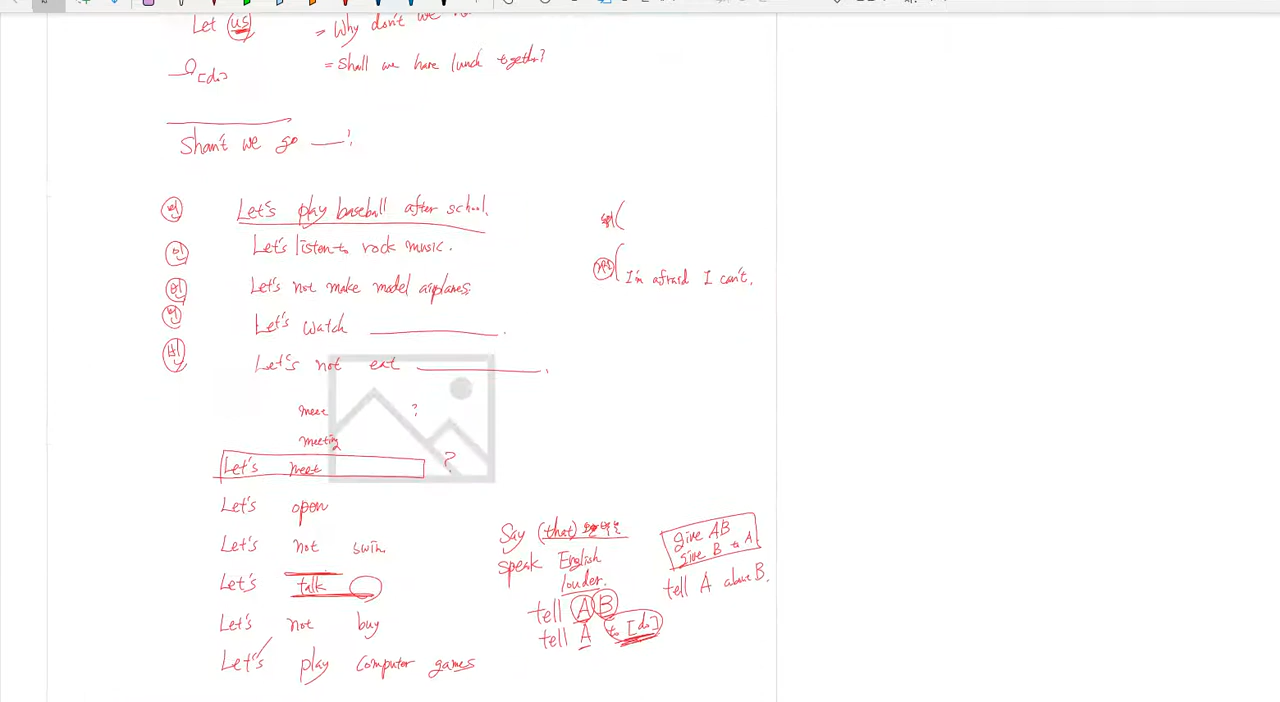 Let us = Why don't we
[do] = Shall we have lunch together?
Shan't we go ?
Let's play baseball after school.
Let's listen to rock music.
Let's not make model airplanes.
I'm afraid I can't.
Let's watch .
Let's not eat .
meet ?
meeting
Let's meet ?
Let's open
Let's not swim
Let's talk
Let's not buy
Let's play computer games
Say (that)
speak English
louder.
tell A B
tell A to [do]
give AB
give B to A
tell A about B.